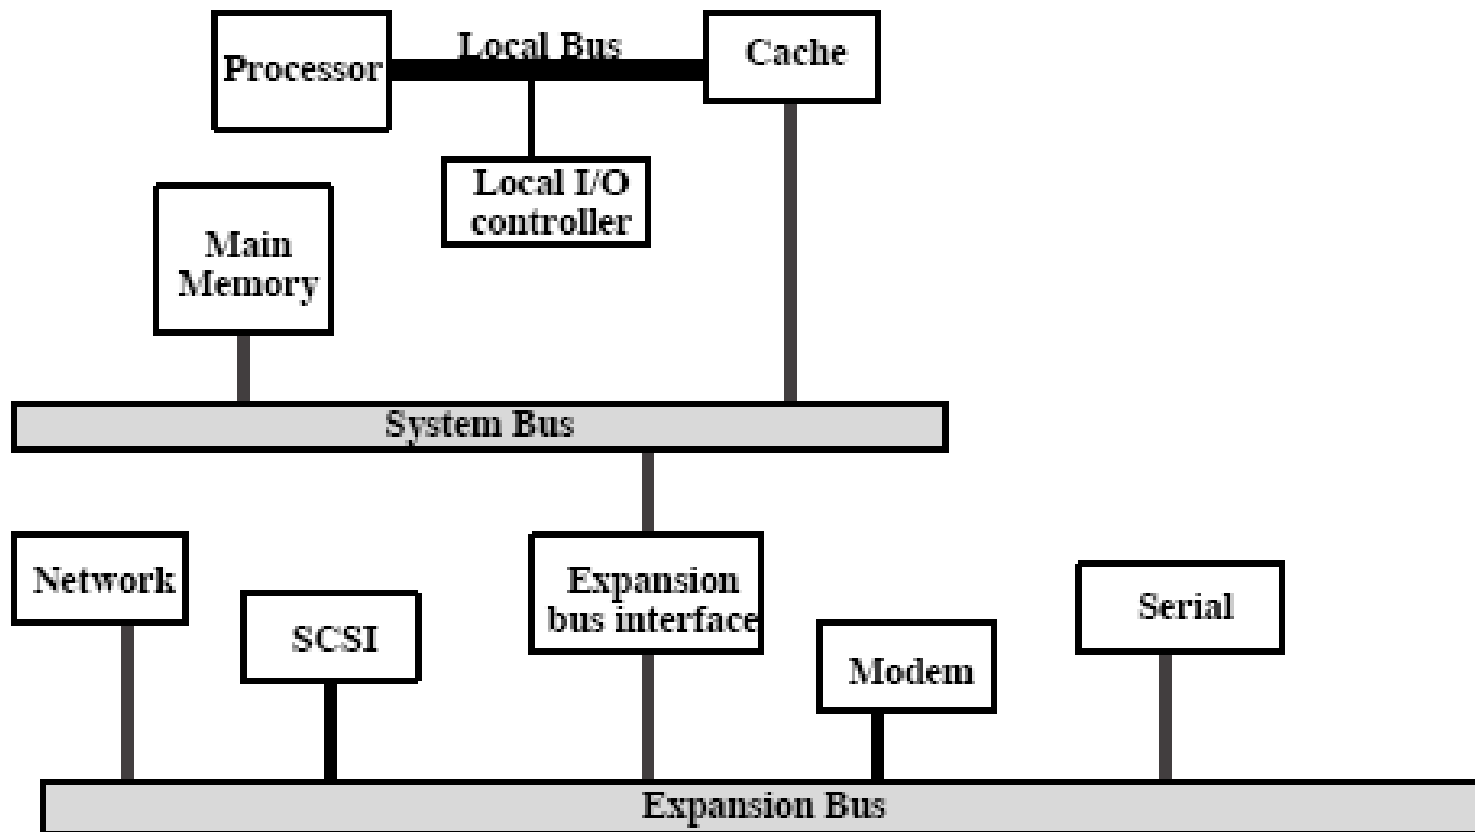 Local Bus
Processor
Cache
Local I/O
controller
Main
Memory
System Bus
Network
SCSI
Expansion
bus interface
Modem
Serial
Expansion Bus